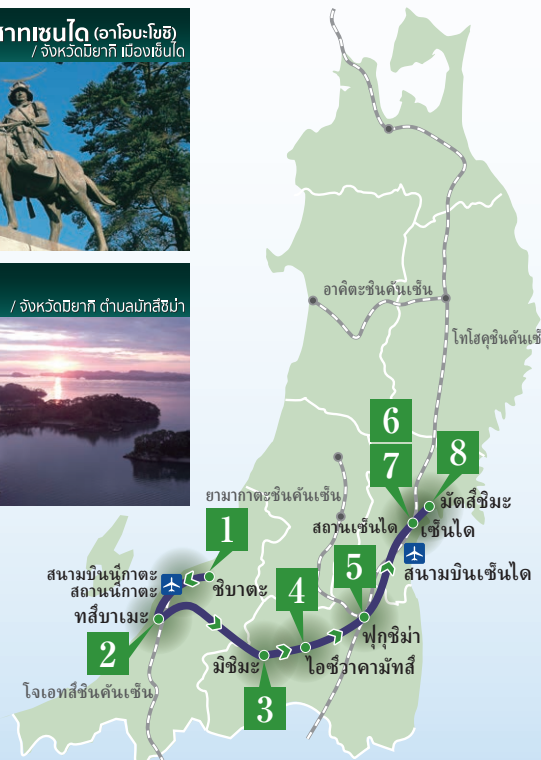 สาทเซนได (อาโอบะโชชิ)
/ จังหวัดมิยากิ เมืองเซ็นได
/ จังหวัดมิยากิ ตำบลมัทสึชิม่า
อาคิตะชินคันเซ็น
โทโฮคุชินคันเซ็
6
7
8
ยามากาตะชินคันเซ็น
มัตสึชิมะ
สถานเซ็นได
เซ็นได
สนามบินเซ็นได
1
สนามบินนีกาตะ
สถานนีกาตะ
ชิบาตะ
ทสึบาเมะ
2
5
4
ฟุกุชิม่า
มิชิมะ
ไอซึวาคามัทสึ
3
โจเอทสึชินคันเซ็น